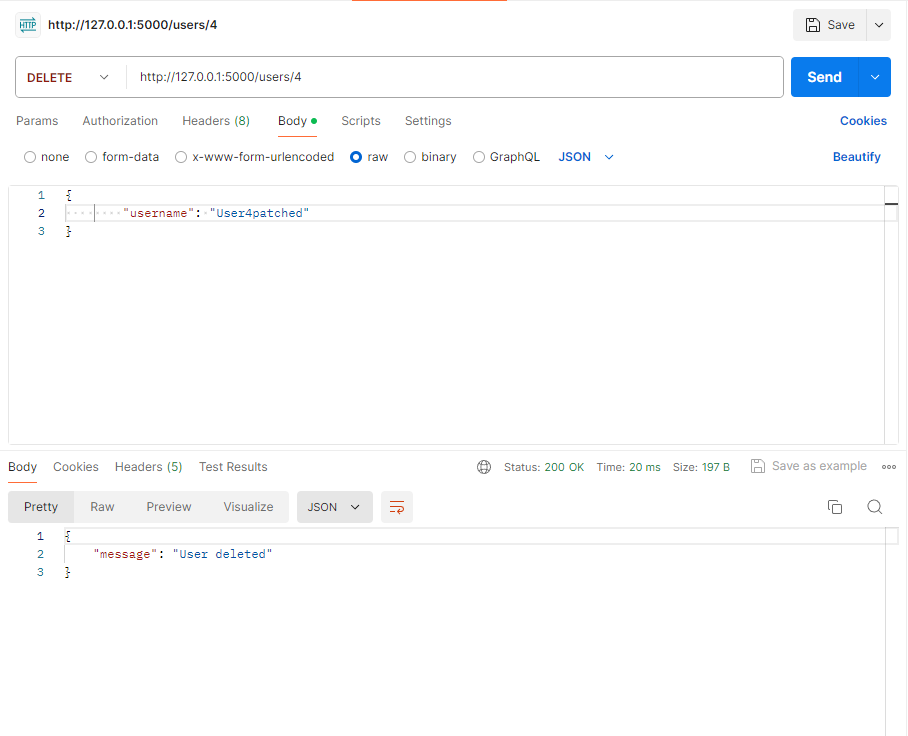 HTTP http://127.0.0.1:5000/users/4 Save
DELETE http://127.0.0.1:5000/users/4 Send
Params Authorization Headers (8) Body Scripts Settings Cookies
none form-data x-www-form-urlencoded raw binary GraphQL JSON Beautify
1 {
2 "username": "User4patched"
3 }
Body Cookies Headers (5) Test Results Status: 200 OK Time: 20 ms Size: 197 B Save as example
Pretty Raw Preview Visualize JSON
1 {
2 "message": "User deleted"
3 }